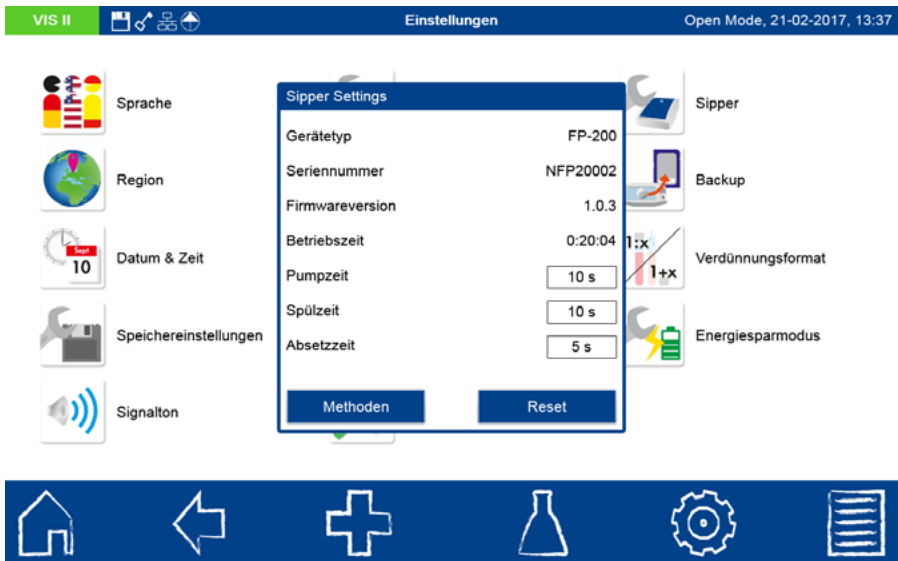 VIS II
Einstellungen
Open Mode, 21-02-2017, 13:37
Sprache
Region
Sept
10
Datum & Zeit
Speichereinstellungen
Signalton
Sipper Settings
Gerätetyp FP-200
Seriennummer NFP20002
Firmwareversion 1.0.3
Betriebszeit 0:20:04
Pumpzeit 10 s
Spülzeit 10 s
Absetzzeit 5 s
Methoden Reset
Sipper
Backup
1:x
1+x
Verdünnungsformat
Energiesparmodus